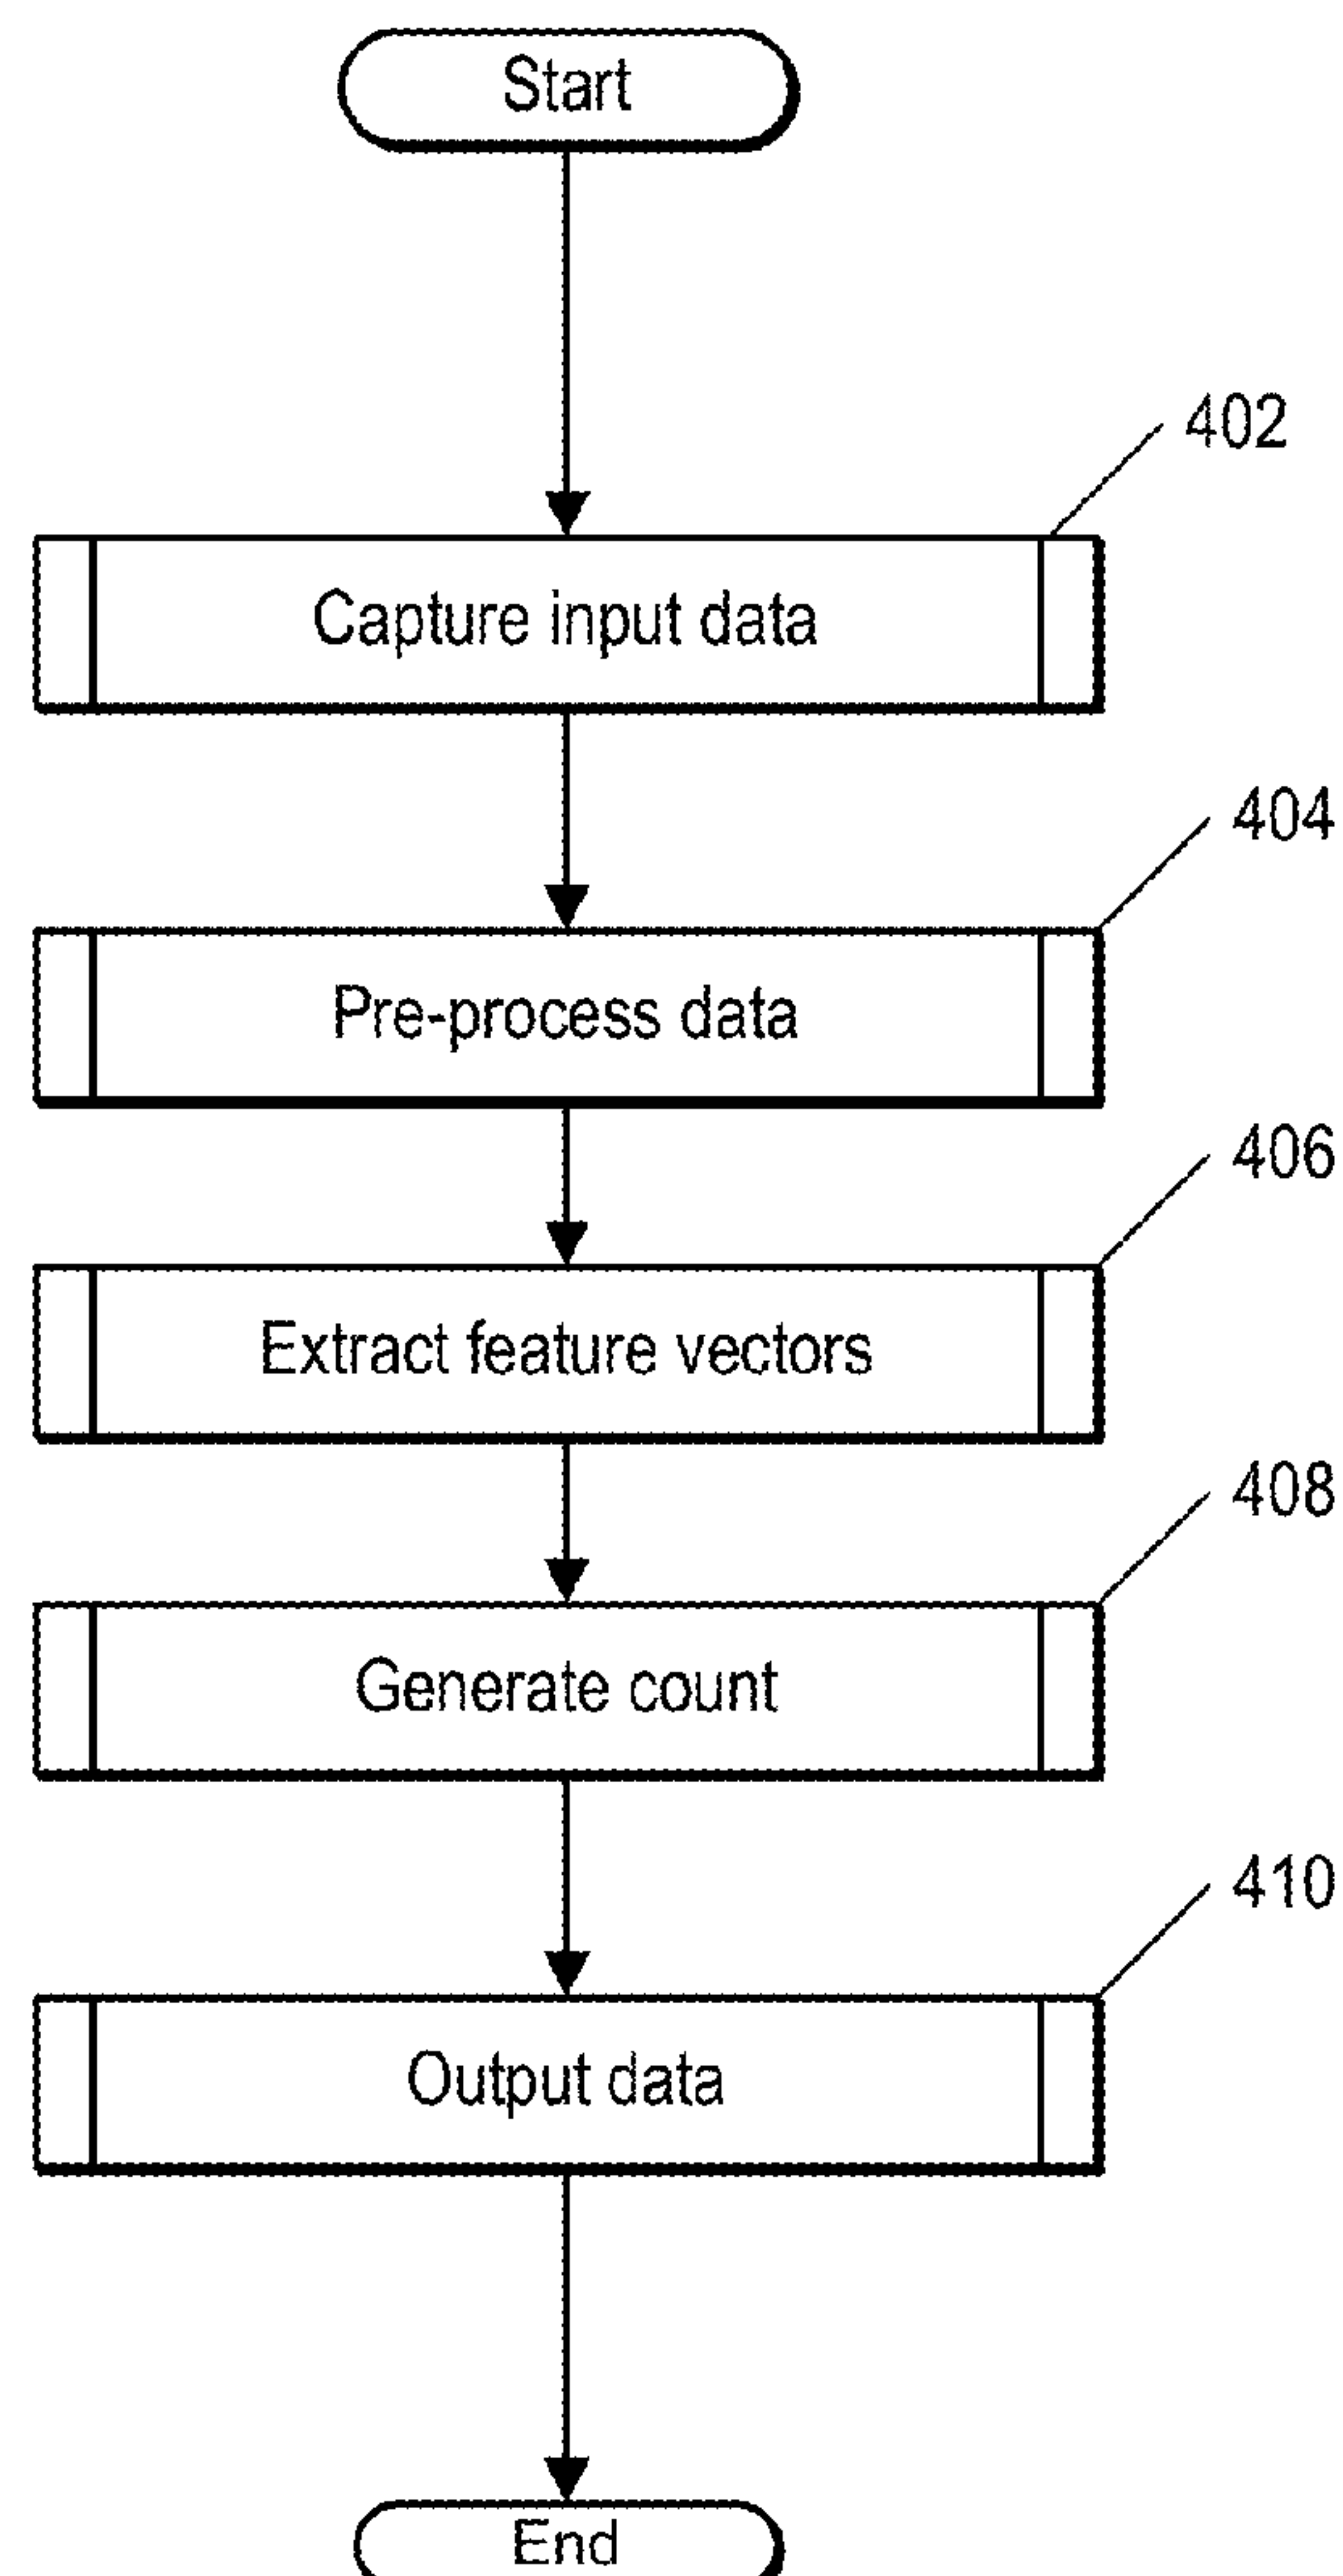 Start
402
Capture input data
404
Pre-process data
406
Extract feature vectors
408
Generate count
410
Output data
End